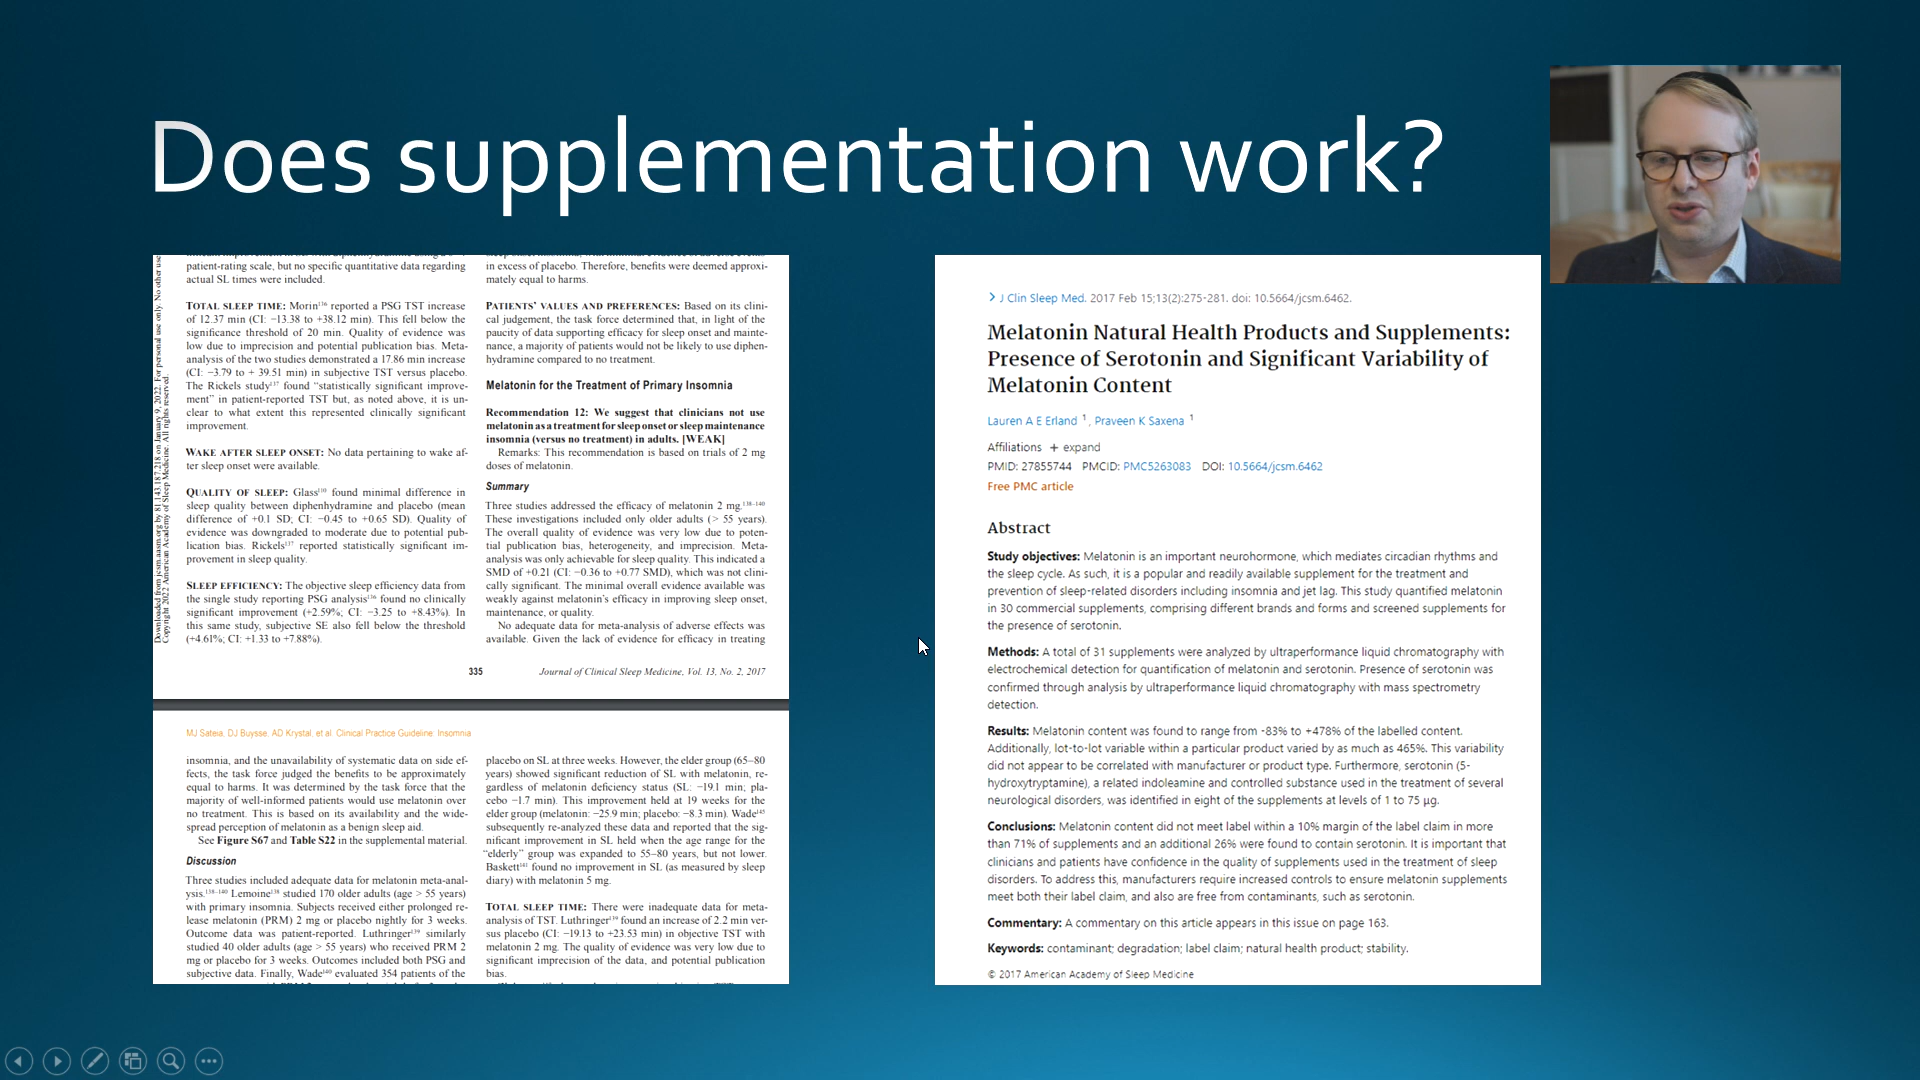 Does supplementation work?
patient-rating scale, but no specific quantitative data regarding
actual SL times were included.
TOTAL SLEEP TIME: Morin¹³⁶ reported a PSG TST increase
of 12.37 min (CI: −13.38 to +38.12 min). This fell below the
significance threshold of 20 min. Quality of evidence was
low due to imprecision and potential publication bias. Meta-
analysis of the two studies demonstrated a 17.86 min increase
(CI: −3.79 to + 39.51 min) in subjective TST versus placebo.
The Rickels study¹³⁷ found “statistically significant improve-
ment” in patient-reported TST but, as noted above, it is un-
clear to what extent this represented clinically significant
improvement.
WAKE AFTER SLEEP ONSET: No data pertaining to wake af-
ter sleep onset were available.
QUALITY OF SLEEP: Glass¹¹⁰ found minimal difference in
sleep quality between diphenhydramine and placebo (mean
difference of +0.1 SD; CI: −0.45 to +0.65 SD). Quality of
evidence was downgraded to moderate due to potential pub-
lication bias. Rickels¹³⁷ reported statistically significant im-
provement in sleep quality.
SLEEP EFFICIENCY: The objective sleep efficiency data from
the single study reporting PSG analysis¹³⁶ found no clinically
significant improvement (+2.59%; CI: −3.25 to +8.43%). In
this same study, subjective SE also fell below the threshold
(+4.61%; CI: +1.33 to +7.88%).
Downloaded from jcsm.aasm.org by 81.143.187.218 on January 9, 2022. For personal use only. No other use
Copyright 2022 American Academy of Sleep Medicine. All rights reserved.
in excess of placebo. Therefore, benefits were deemed approxi-
mately equal to harms.
PATIENTS’ VALUES AND PREFERENCES: Based on its clini-
cal judgement, the task force determined that, in light of the
paucity of data supporting efficacy for sleep onset and mainte-
nance, a majority of patients would not be likely to use diphen-
hydramine compared to no treatment.
Melatonin for the Treatment of Primary Insomnia
Recommendation 12: We suggest that clinicians not use
melatonin as a treatment for sleep onset or sleep maintenance
insomnia (versus no treatment) in adults. [WEAK]
Remarks: This recommendation is based on trials of 2 mg
doses of melatonin.
Summary
Three studies addressed the efficacy of melatonin 2 mg.¹³⁸⁻¹⁴⁰
These investigations included only older adults (> 55 years).
The overall quality of evidence was very low due to poten-
tial publication bias, heterogeneity, and imprecision. Meta-
analysis was only achievable for sleep quality. This indicated a
SMD of +0.21 (CI: −0.36 to +0.77 SMD), which was not clini-
cally significant. The minimal overall evidence available was
weakly against melatonin’s efficacy in improving sleep onset,
maintenance, or quality.
No adequate data for meta-analysis of adverse effects was
available. Given the lack of evidence for efficacy in treating
335
Journal of Clinical Sleep Medicine, Vol. 13, No. 2, 2017
MJ Sateia, DJ Buysse, AD Krystal, et al. Clinical Practice Guideline: Insomnia
insomnia, and the unavailability of systematic data on side ef-
fects, the task force judged the benefits to be approximately
equal to harms. It was determined by the task force that the
majority of well-informed patients would use melatonin over
no treatment. This is based on its availability and the wide-
spread perception of melatonin as a benign sleep aid.
See Figure S67 and Table S22 in the supplemental material.
Discussion
Three studies included adequate data for melatonin meta-anal-
ysis.¹³⁸⁻¹⁴⁰ Lemoine¹³⁸ studied 170 older adults (age > 55 years)
with primary insomnia. Subjects received either prolonged re-
lease melatonin (PRM) 2 mg or placebo nightly for 3 weeks.
Outcome data was patient-reported. Luthringer¹³⁹ similarly
studied 40 older adults (age > 55 years) who received PRM 2
mg or placebo for 3 weeks. Outcomes included both PSG and
subjective data. Finally, Wade¹⁴⁰ evaluated 354 patients of the
placebo on SL at three weeks. However, the elder group (65–80
years) showed significant reduction of SL with melatonin, re-
gardless of melatonin deficiency status (SL: −19.1 min; pla-
cebo −1.7 min). This improvement held at 19 weeks for the
elder group (melatonin: −25.9 min; placebo: −8.3 min). Wade¹⁴⁵
subsequently re-analyzed these data and reported that the sig-
nificant improvement in SL held when the age range for the
“elderly” group was expanded to 55–80 years, but not lower.
Baskett¹⁴¹ found no improvement in SL (as measured by sleep
diary) with melatonin 5 mg.
TOTAL SLEEP TIME: There were inadequate data for meta-
analysis of TST. Luthringer¹³⁹ found an increase of 2.2 min ver-
sus placebo (CI: −19.13 to +23.53 min) in objective TST with
melatonin 2 mg. The quality of evidence was very low due to
significant imprecision of the data, and potential publication
bias.
J Clin Sleep Med. 2017 Feb 15;13(2):275-281. doi: 10.5664/jcsm.6462.
Melatonin Natural Health Products and Supplements:
Presence of Serotonin and Significant Variability of
Melatonin Content
Lauren A E Erland ¹, Praveen K Saxena ¹
Affiliations + expand
PMID: 27855744 PMCID: PMC5263083 DOI: 10.5664/jcsm.6462
Free PMC article
Abstract
Study objectives: Melatonin is an important neurohormone, which mediates circadian rhythms and
the sleep cycle. As such, it is a popular and readily available supplement for the treatment and
prevention of sleep-related disorders including insomnia and jet lag. This study quantified melatonin
in 30 commercial supplements, comprising different brands and forms and screened supplements for
the presence of serotonin.
Methods: A total of 31 supplements were analyzed by ultraperformance liquid chromatography with
electrochemical detection for quantification of melatonin and serotonin. Presence of serotonin was
confirmed through analysis by ultraperformance liquid chromatography with mass spectrometry
detection.
Results: Melatonin content was found to range from -83% to +478% of the labelled content.
Additionally, lot-to-lot variable within a particular product varied by as much as 465%. This variability
did not appear to be correlated with manufacturer or product type. Furthermore, serotonin (5-
hydroxytryptamine), a related indoleamine and controlled substance used in the treatment of several
neurological disorders, was identified in eight of the supplements at levels of 1 to 75 μg.
Conclusions: Melatonin content did not meet label within a 10% margin of the label claim in more
than 71% of supplements and an additional 26% were found to contain serotonin. It is important that
clinicians and patients have confidence in the quality of supplements used in the treatment of sleep
disorders. To address this, manufacturers require increased controls to ensure melatonin supplements
meet both their label claim, and also are free from contaminants, such as serotonin.
Commentary: A commentary on this article appears in this issue on page 163.
Keywords: contaminant; degradation; label claim; natural health product; stability.
© 2017 American Academy of Sleep Medicine